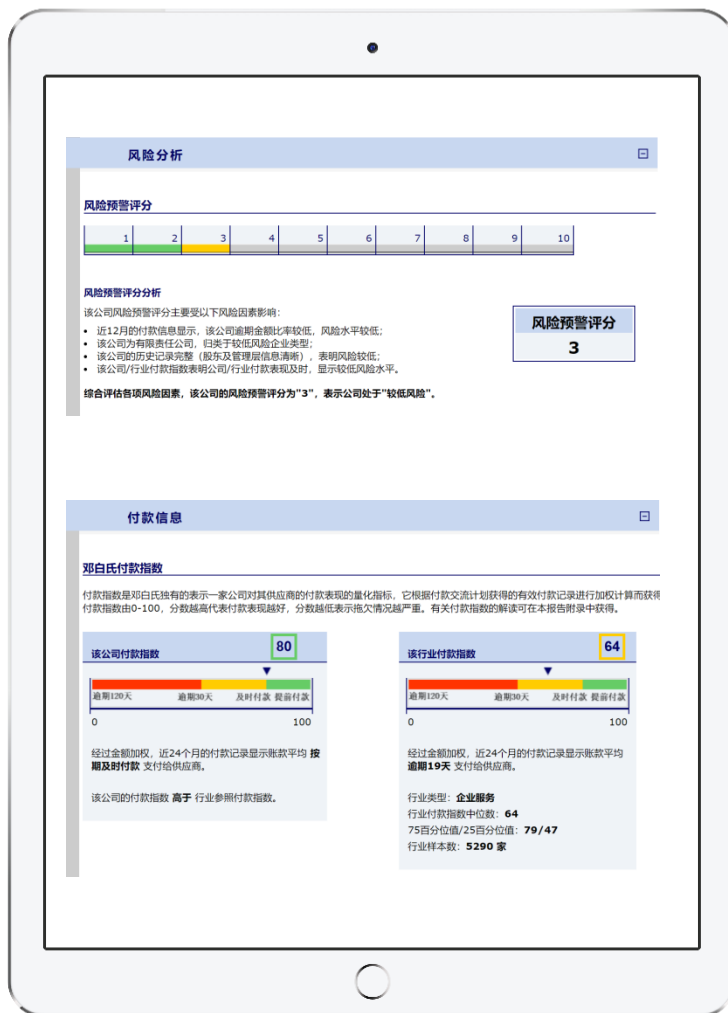 风险分析
风险预警评分
1 2 3 4 5 6 7 8 9 10
风险预警评分分析
该公司风险预警评分主要受以下风险因素影响：
• 近12月的付款信息显示，该公司逾期金额比率较低，风险水平较低；
• 该公司为有限责任公司，归类于较低风险企业类型；
• 该公司的历史记录完整（股东及管理层信息清晰），表明风险较低；
• 该公司/行业付款指数表明公司/行业付款表现及时，显示较低风险水平。
综合评估各项风险因素，该公司的风险预警评分为"3"，表示公司处于"较低风险"。
风险预警评分
3
付款信息
邓白氏付款指数
付款指数是邓白氏独有的表示一家公司对其供应商的付款表现的量化指标，它根据付款交流计划获得的有效付款记录进行加权计算而获得
付款指数由0-100，分数越高代表付款表现越好，分数越低表示拖欠情况越严重。有关付款指数的解读可在本报告附录中获得。
该公司付款指数 80
逾期120天 逾期30天 及时付款 提前付款
0 100
经过金额加权，近24个月的付款记录显示账款平均 按
期及时付款 支付给供应商。
该公司的付款指数 高于 行业参照付款指数。
该行业付款指数 64
逾期120天 逾期30天 及时付款 提前付款
0 100
经过金额加权，近24个月的付款记录显示账款平均
逾期19天 支付给供应商。
行业类型：企业服务
行业付款指数中位数：64
75百分位值/25百分位值：79/47
行业样本数：5290 家